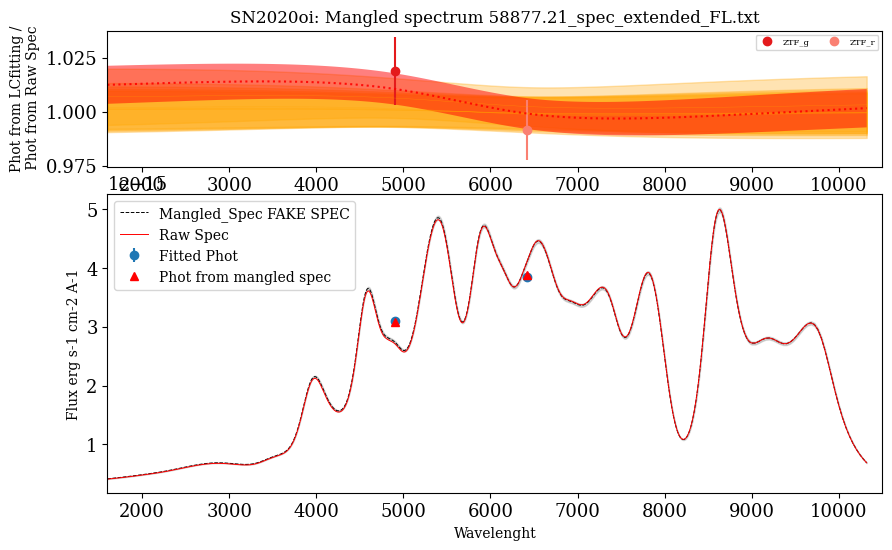 SN2020oi: Mangled spectrum 58877.21_spec_extended_FL.txt
Phot from LCfitting /
Phot from Raw Spec
1.025
1.000
0.975
ZTF_g
ZTF_r
2000 3000 4000 5000 6000 7000 8000 9000 10000
1e−15
Mangled_Spec FAKE SPEC
Raw Spec
Fitted Phot
Phot from mangled spec
Flux erg s-1 cm-2 A-1
5
4
3
2
1
2000 3000 4000 5000 6000 7000 8000 9000 10000
Wavelenght